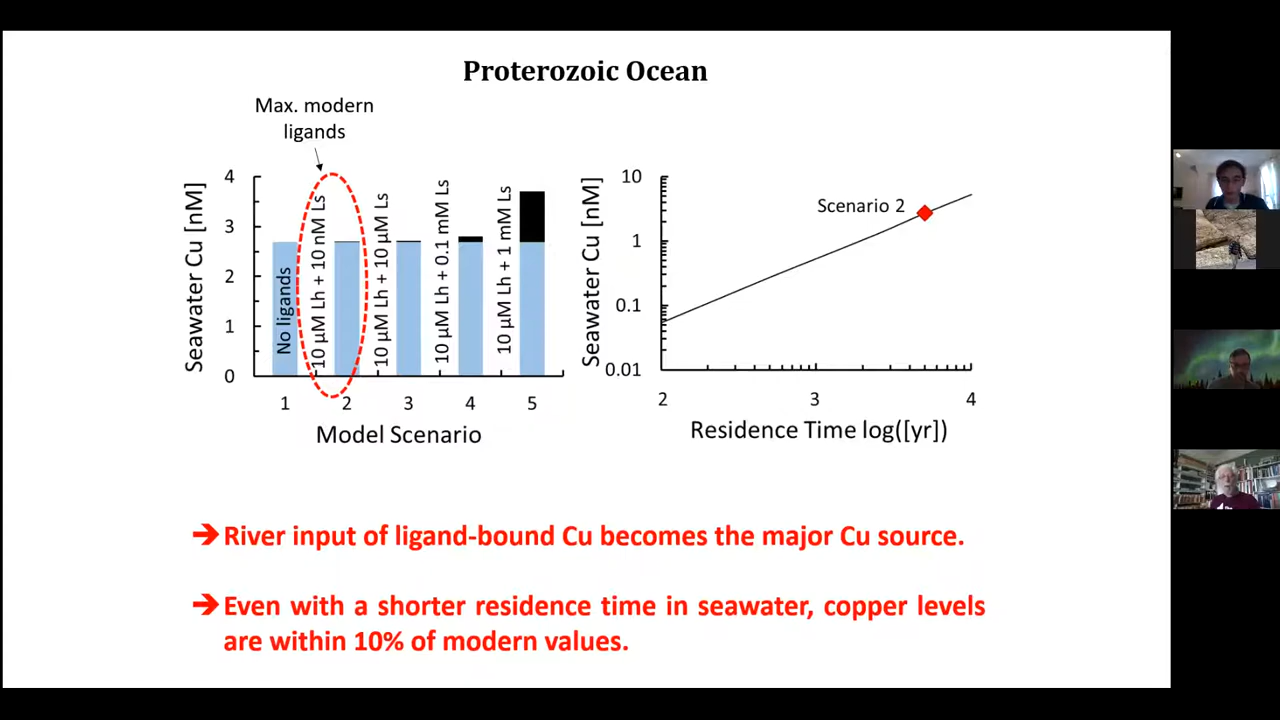 Proterozoic Ocean
Max. modern
ligands
Seawater Cu [nM]
4
3
2
1
0
No ligands
10 µM Lh + 10 nM Ls
10 µM Lh + 10 µM Ls
10 µM Lh + 0.1 mM Ls
10 µM Lh + 1 mM Ls
1
2
3
4
5
Model Scenario
Seawater Cu [nM]
10
1
0.1
0.01
Scenario 2
2
3
4
Residence Time log([yr])
➔ River input of ligand-bound Cu becomes the major Cu source.
➔ Even with a shorter residence time in seawater, copper levels
are within 10% of modern values.